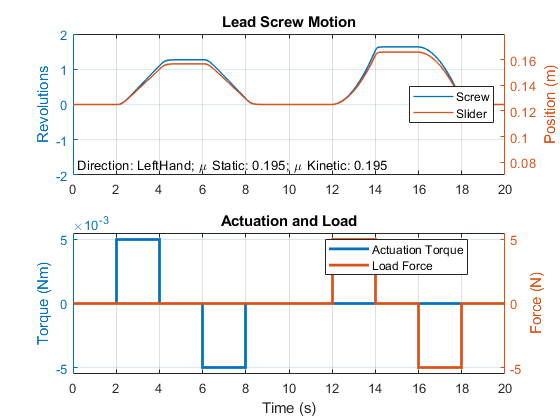 Lead Screw Motion
2
1
0
-1
-2
Revolutions
0.16
0.14
0.12
0.1
0.08
Position (m)
Screw
Slider
Direction: LeftHand; μ Static: 0.195; μ Kinetic: 0.195
0 2 4 6 8 10 12 14 16 18 20
Actuation and Load
×10⁻³
5
0
-5
Torque (Nm)
5
0
-5
Force (N)
Actuation Torque
Load Force
0 2 4 6 8 10 12 14 16 18 20
Time (s)